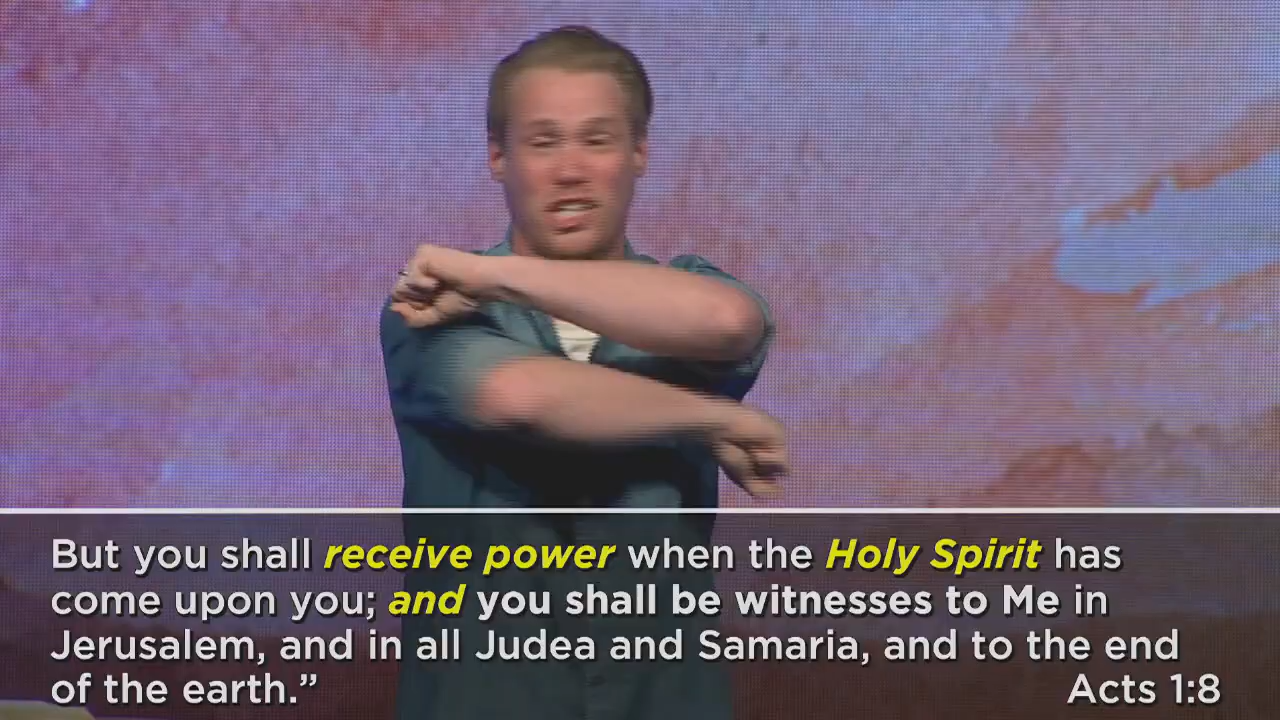 But you shall receive power when the Holy Spirit has
come upon you; and you shall be witnesses to Me in
Jerusalem, and in all Judea and Samaria, and to the end
of the earth.”
Acts 1:8